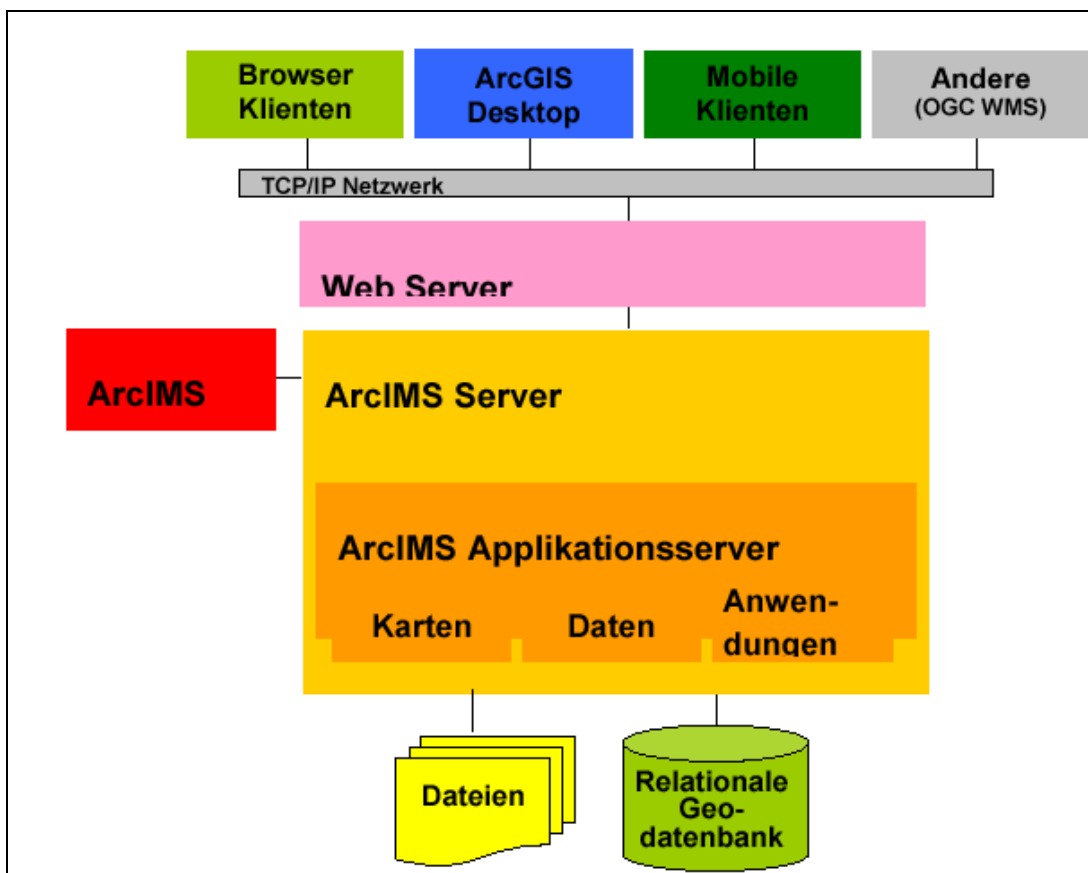 Browser
Klienten
ArcGIS
Desktop
Mobile
Klienten
Andere
(OGC WMS)
TCP/IP Netzwerk
Web Server
ArcIMS
ArcIMS Server
ArcIMS Applikationsserver
Karten
Daten
Anwen-
dungen
Dateien
Relationale
Geo-
datenbank